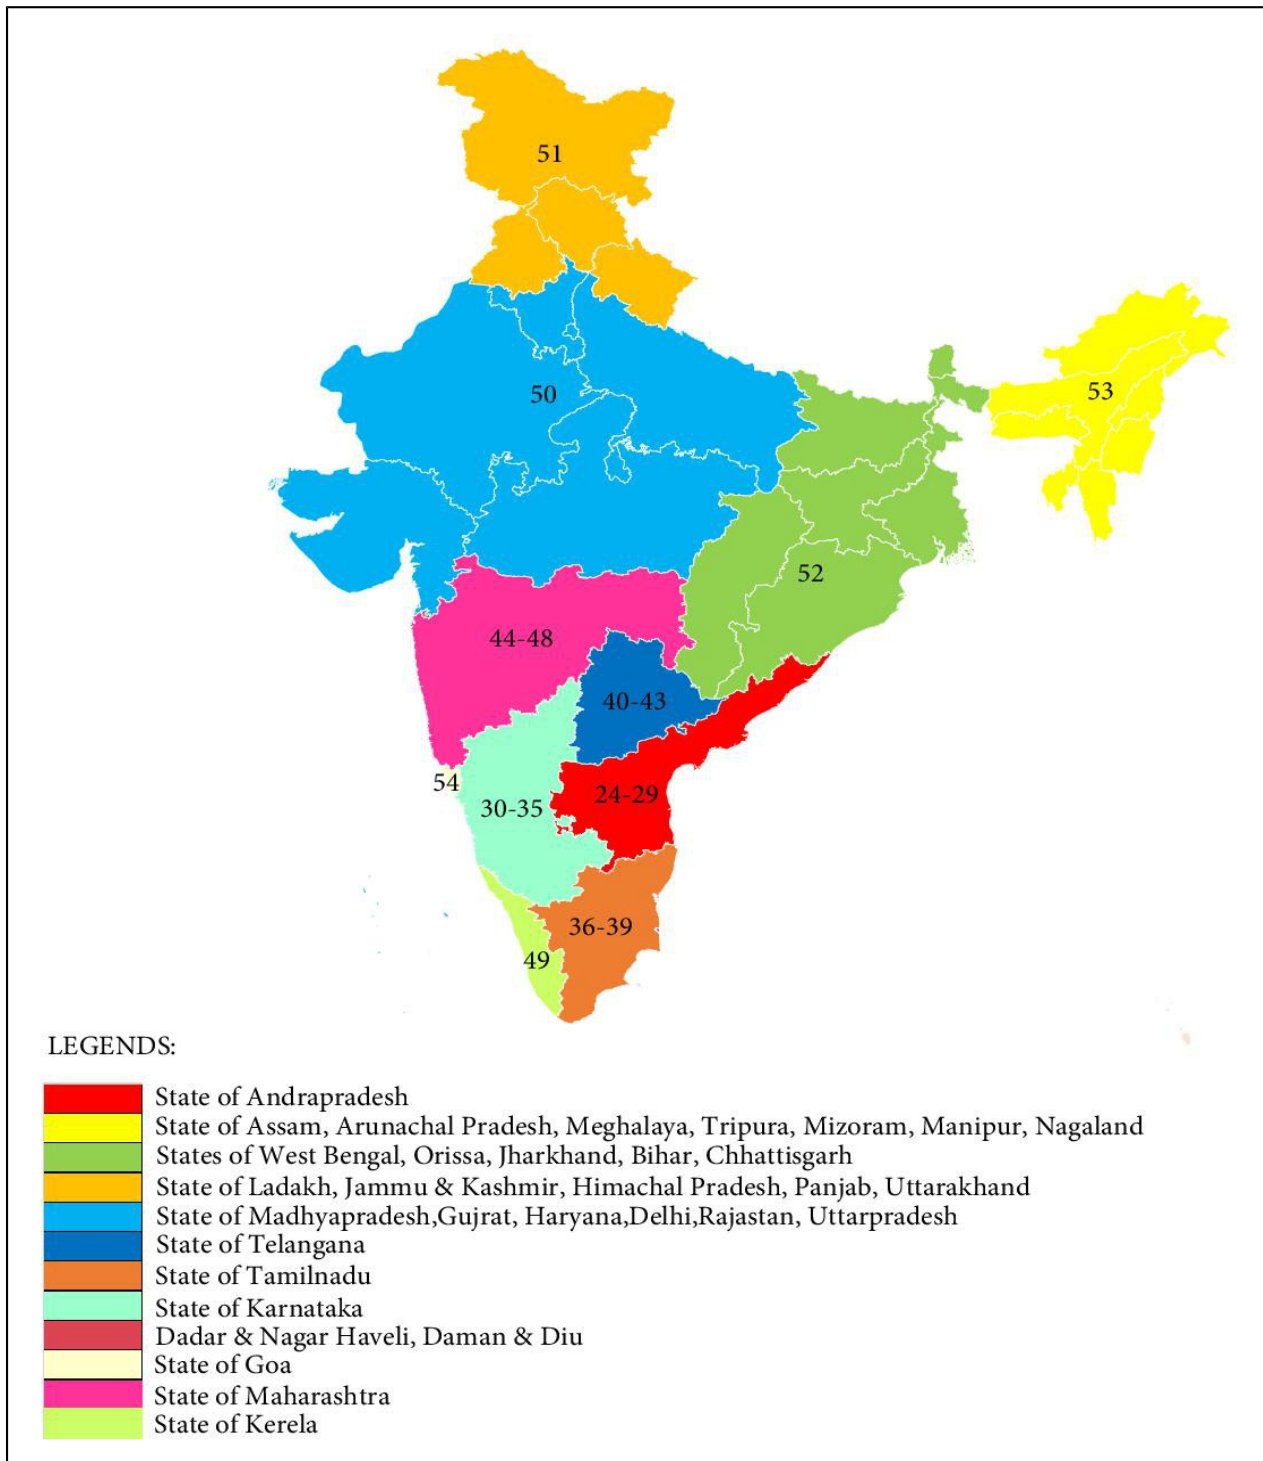 51
50
53
52
44-48
40-43
54
30-35
24-29
36-39
49
LEGENDS:
State of Andrapradesh
State of Assam, Arunachal Pradesh, Meghalaya, Tripura, Mizoram, Manipur, Nagaland
States of West Bengal, Orissa, Jharkhand, Bihar, Chhattisgarh
State of Ladakh, Jammu & Kashmir, Himachal Pradesh, Panjab, Uttarakhand
State of Madhyapradesh,Gujrat, Haryana,Delhi,Rajastan, Uttarpradesh
State of Telangana
State of Tamilnadu
State of Karnataka
Dadar & Nagar Haveli, Daman & Diu
State of Goa
State of Maharashtra
State of Kerela